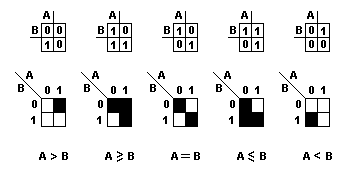 A A A A A
B 0 0 B 1 0 B 1 0 B 1 1 B 0 1
1 0 1 1 0 1 0 1 0 0
A A A A A
B 0 1 B 0 1 B 0 1 B 0 1 B 0 1
0 0 0 0 0
1 1 1 1 1
A > B A ⩾ B A = B A ⩽ B A < B